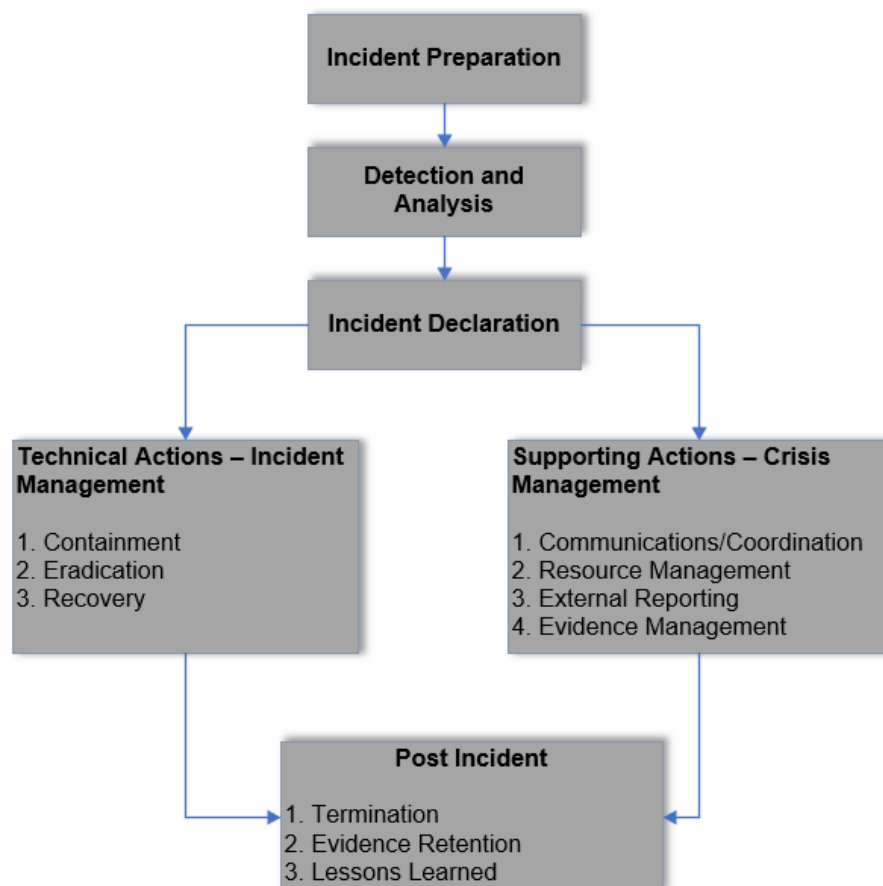 Incident Preparation
Detection and
Analysis
Incident Declaration
Technical Actions – Incident
Management
1. Containment
2. Eradication
3. Recovery
Supporting Actions – Crisis
Management
1. Communications/Coordination
2. Resource Management
3. External Reporting
4. Evidence Management
Post Incident
1. Termination
2. Evidence Retention
3. Lessons Learned